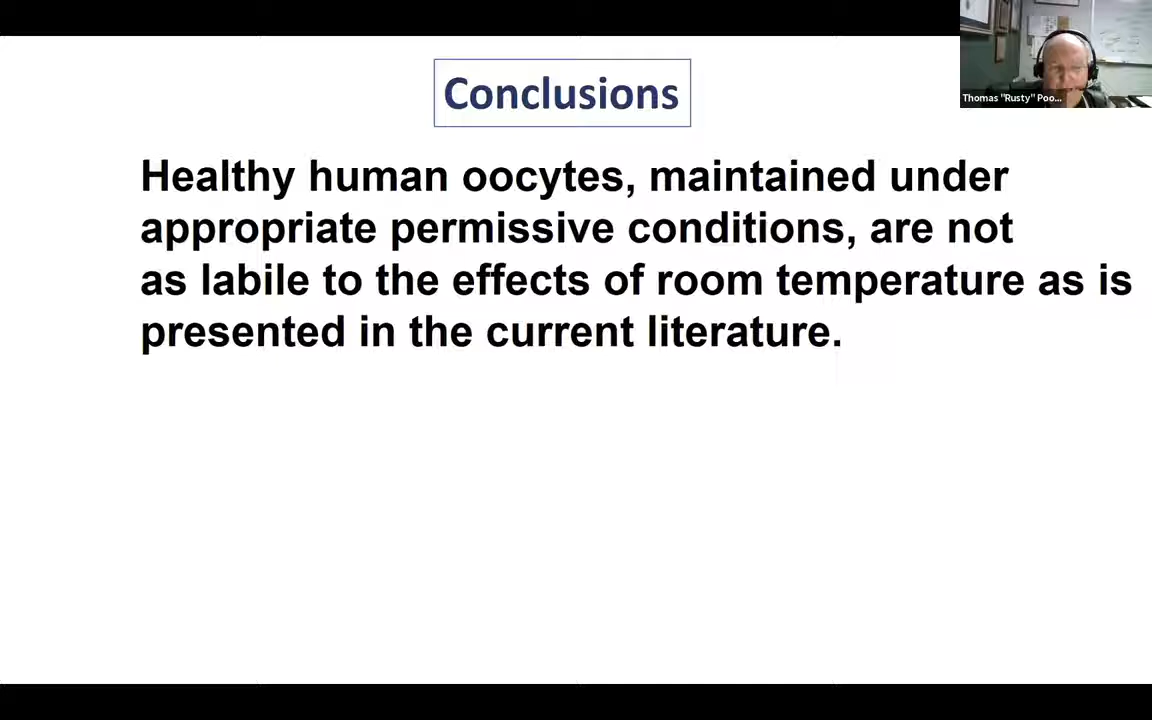 Conclusions
Thomas "Rusty" Poo...
Healthy human oocytes, maintained under
appropriate permissive conditions, are not
as labile to the effects of room temperature as is
presented in the current literature.